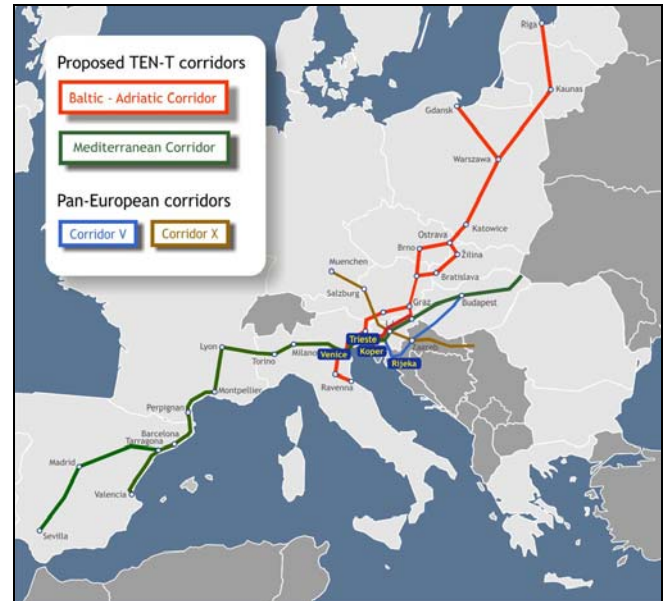 Proposed TEN-T corridors
Baltic - Adriatic Corridor
Mediterranean Corridor
Pan-European corridors
Corridor V
Corridor X
Riga
Kaunas
Gdansk
Warszawa
Katowice
Ostrava
Brno
Žilina
Bratislava
Muenchen
Salzburg
Graz
Budapest
Trieste
Koper
Zagreb
Venice
Rijeka
Lyon
Torino
Milano
Ravenna
Montpellier
Perpignan
Barcelona
Tarragona
Madrid
Valencia
Sevilla